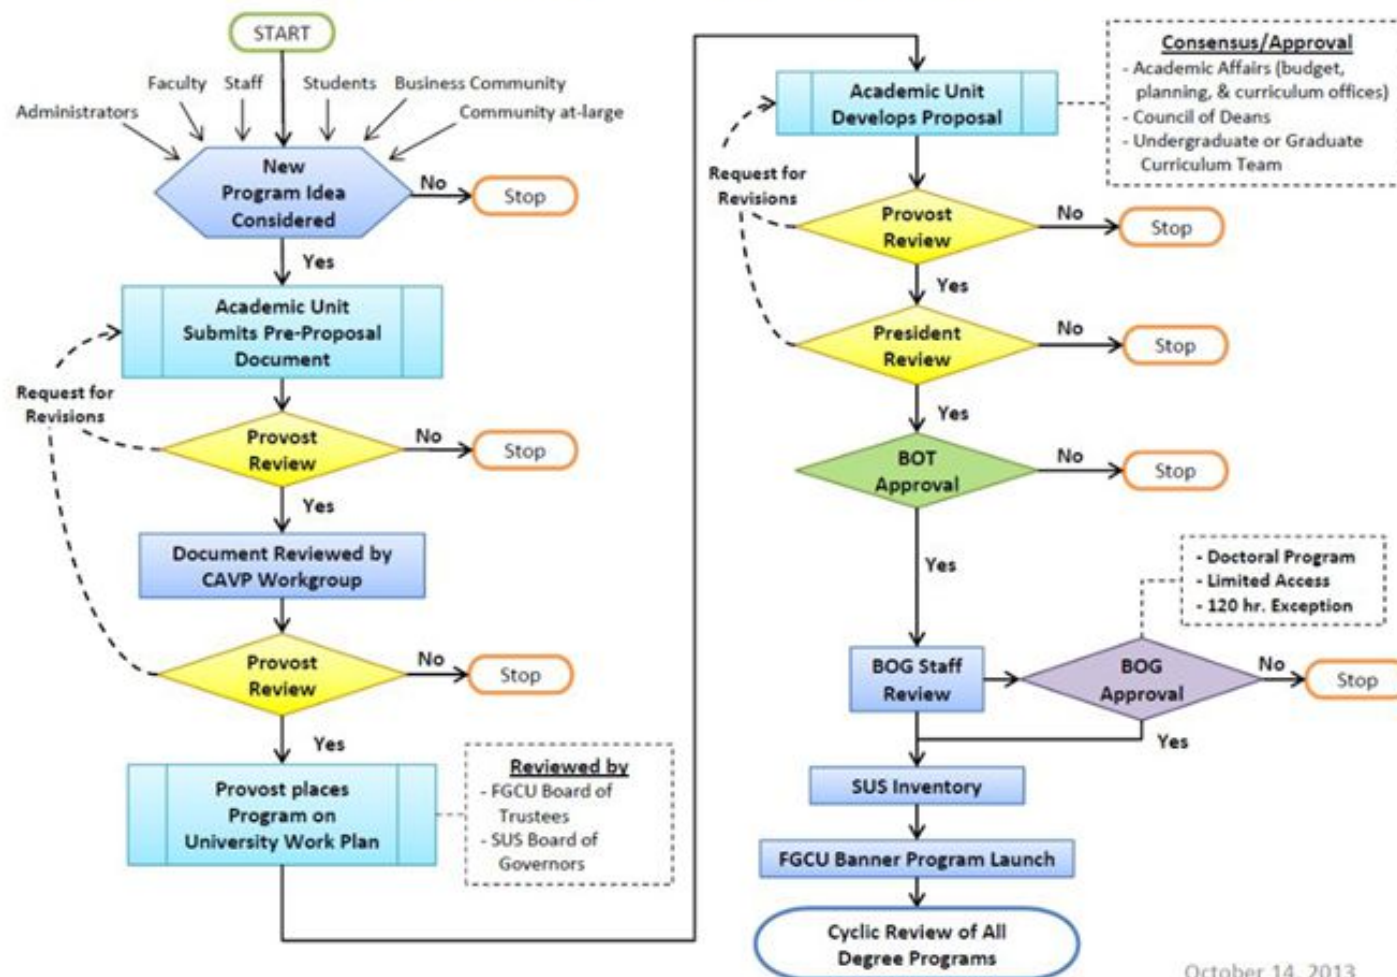 START
Faculty
Staff
Students
Business Community
Administrators
Community at-large
New
Program Idea
Considered
No
Stop
Yes
Academic Unit
Submits Pre-Proposal
Document
Request for
Revisions
Provost
Review
No
Stop
Yes
Document Reviewed by
CAVP Workgroup
Provost
Review
No
Stop
Yes
Provost places
Program on
University Work Plan
Reviewed by
- FGCU Board of
Trustees
- SUS Board of
Governors
Academic Unit
Develops Proposal
Consensus/Approval
- Academic Affairs (budget,
planning, & curriculum offices)
- Council of Deans
- Undergraduate or Graduate
Curriculum Team
Request for
Revisions
Provost
Review
No
Stop
Yes
President
Review
No
Stop
Yes
BOT
Approval
No
Stop
Yes
- Doctoral Program
- Limited Access
- 120 hr. Exception
BOG Staff
Review
BOG
Approval
No
Stop
Yes
SUS Inventory
FGCU Banner Program Launch
Cyclic Review of All
Degree Programs
October 14, 2013